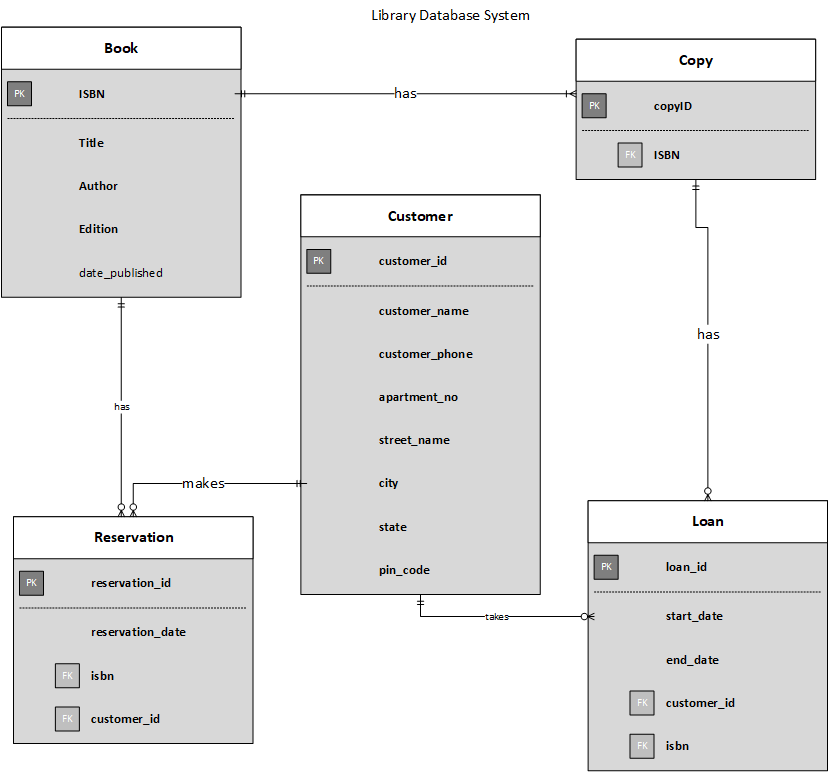 Library Database System
Book
PK ISBN
Title
Author
Edition
date_published
has
Copy
PK copyID
FK ISBN
Customer
PK customer_id
customer_name
customer_phone
apartment_no
street_name
city
state
pin_code
has
has
makes
takes
Reservation
PK reservation_id
reservation_date
FK isbn
FK customer_id
Loan
PK loan_id
start_date
end_date
FK customer_id
FK isbn